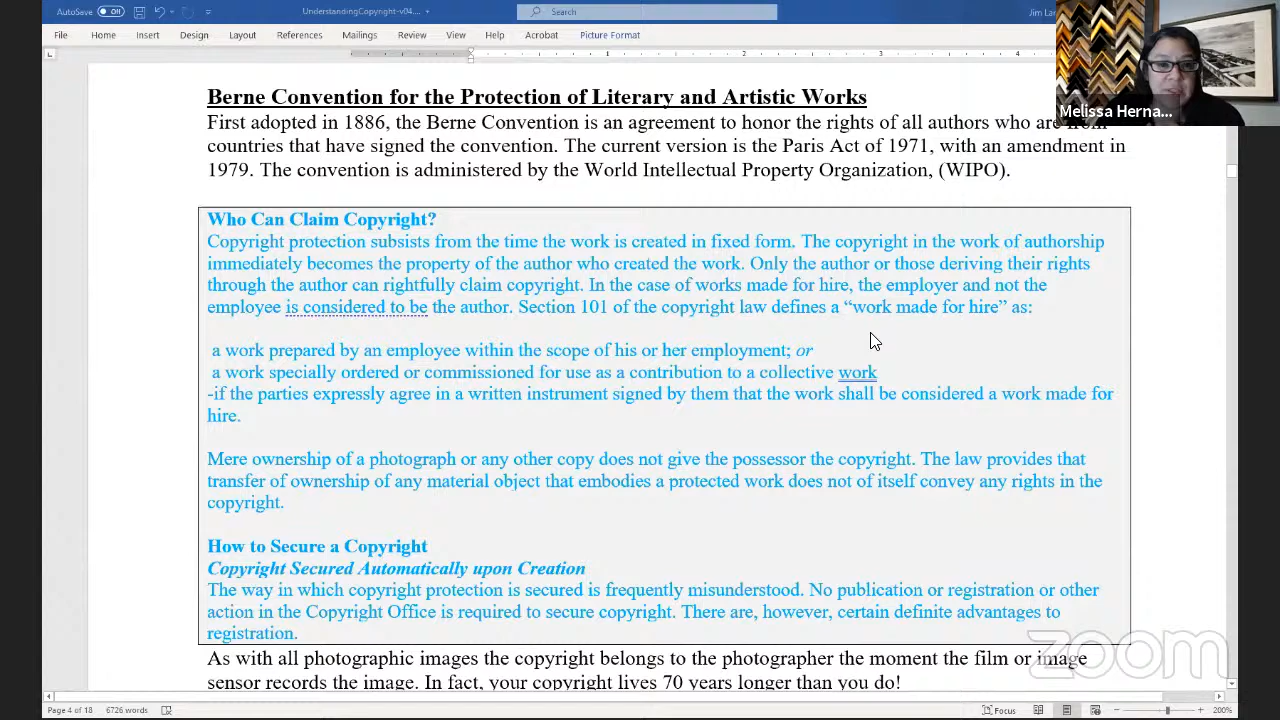 AutoSave Off UnderstandingCopyright-v04.... Search Jim Lar
File Home Insert Design Layout References Mailings Review View Help Acrobat Picture Format
1 2 3 4
Melissa Herna...
Berne Convention for the Protection of Literary and Artistic Works
First adopted in 1886, the Berne Convention is an agreement to honor the rights of all authors who are from
countries that have signed the convention. The current version is the Paris Act of 1971, with an amendment in
1979. The convention is administered by the World Intellectual Property Organization, (WIPO).
Who Can Claim Copyright?
Copyright protection subsists from the time the work is created in fixed form. The copyright in the work of authorship
immediately becomes the property of the author who created the work. Only the author or those deriving their rights
through the author can rightfully claim copyright. In the case of works made for hire, the employer and not the
employee is considered to be the author. Section 101 of the copyright law defines a “work made for hire” as:
a work prepared by an employee within the scope of his or her employment; or
a work specially ordered or commissioned for use as a contribution to a collective work
-if the parties expressly agree in a written instrument signed by them that the work shall be considered a work made for
hire.
Mere ownership of a photograph or any other copy does not give the possessor the copyright. The law provides that
transfer of ownership of any material object that embodies a protected work does not of itself convey any rights in the
copyright.
How to Secure a Copyright
Copyright Secured Automatically upon Creation
The way in which copyright protection is secured is frequently misunderstood. No publication or registration or other
action in the Copyright Office is required to secure copyright. There are, however, certain definite advantages to
registration.
As with all photographic images the copyright belongs to the photographer the moment the film or image
sensor records the image. In fact, your copyright lives 70 years longer than you do!
zoom
Page 4 of 18 6726 words Focus 200%